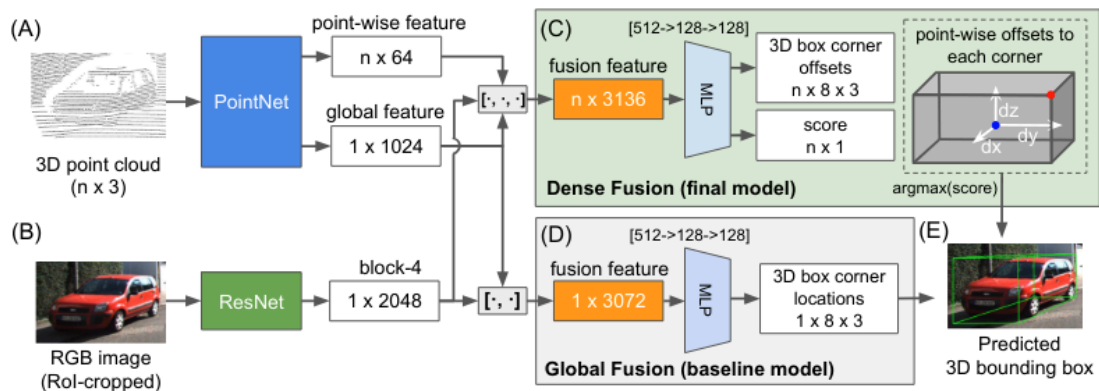 (A)
3D point cloud
(n x 3)
PointNet
point-wise feature
n x 64
global feature
1 x 1024
[·, ·, ·]
(B)
RGB image
(RoI-cropped)
ResNet
block-4
1 x 2048
[·, ·]
(C)
[512->128->128]
fusion feature
n x 3136
MLP
3D box corner
offsets
n x 8 x 3
score
n x 1
Dense Fusion (final model)
point-wise offsets to
each corner
dz
dy
dx
argmax(score)
(D)
[512->128->128]
fusion feature
1 x 3072
MLP
3D box corner
locations
1 x 8 x 3
Global Fusion (baseline model)
(E)
Predicted
3D bounding box